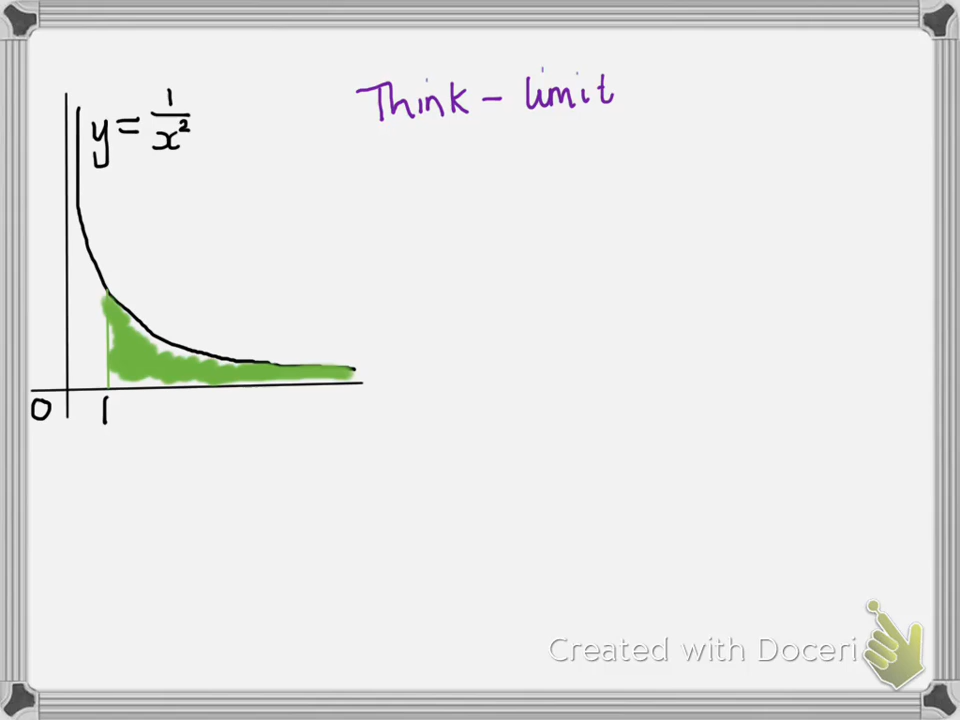 Think - limit
y = 1/x²
0 1
Created with Doceri